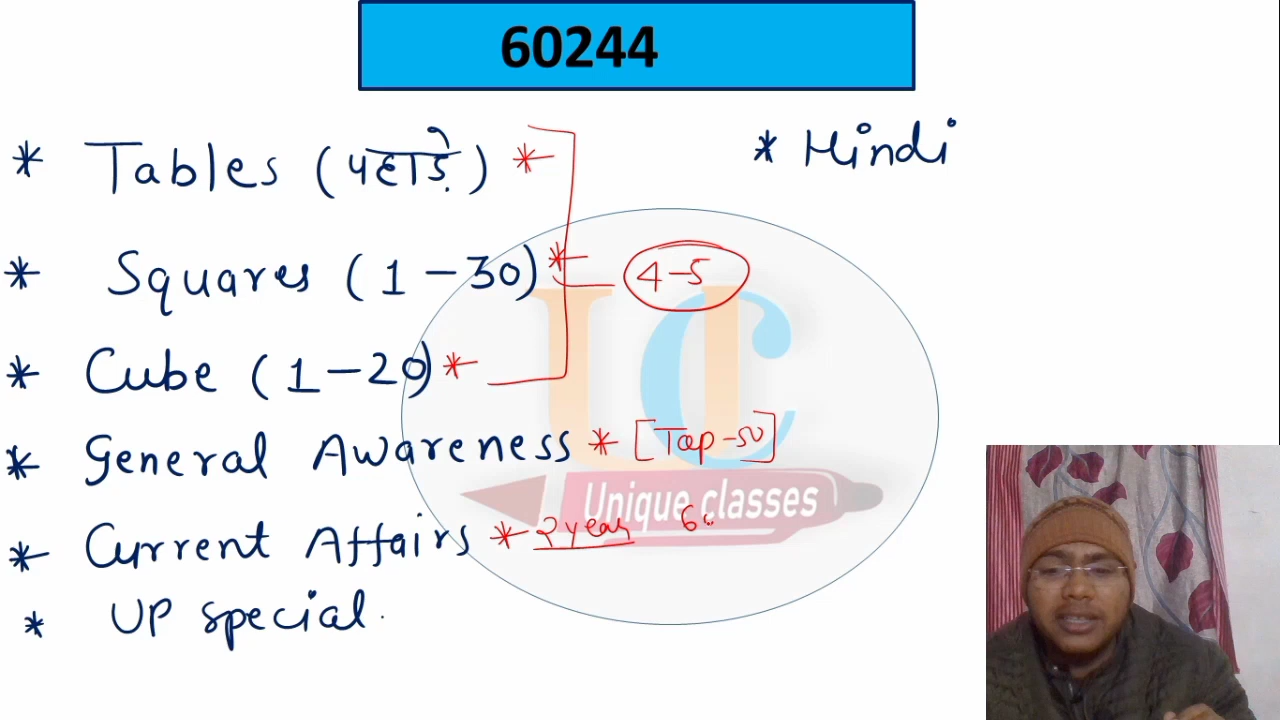 60244
* Tables (पहाड़े) *
* Hindi
* Squares (1-30) * 4-5
* Cube (1-20) *
* General Awareness * [Top-50]
Unique classes
* Current Affairs * 2 year 6
* UP special.